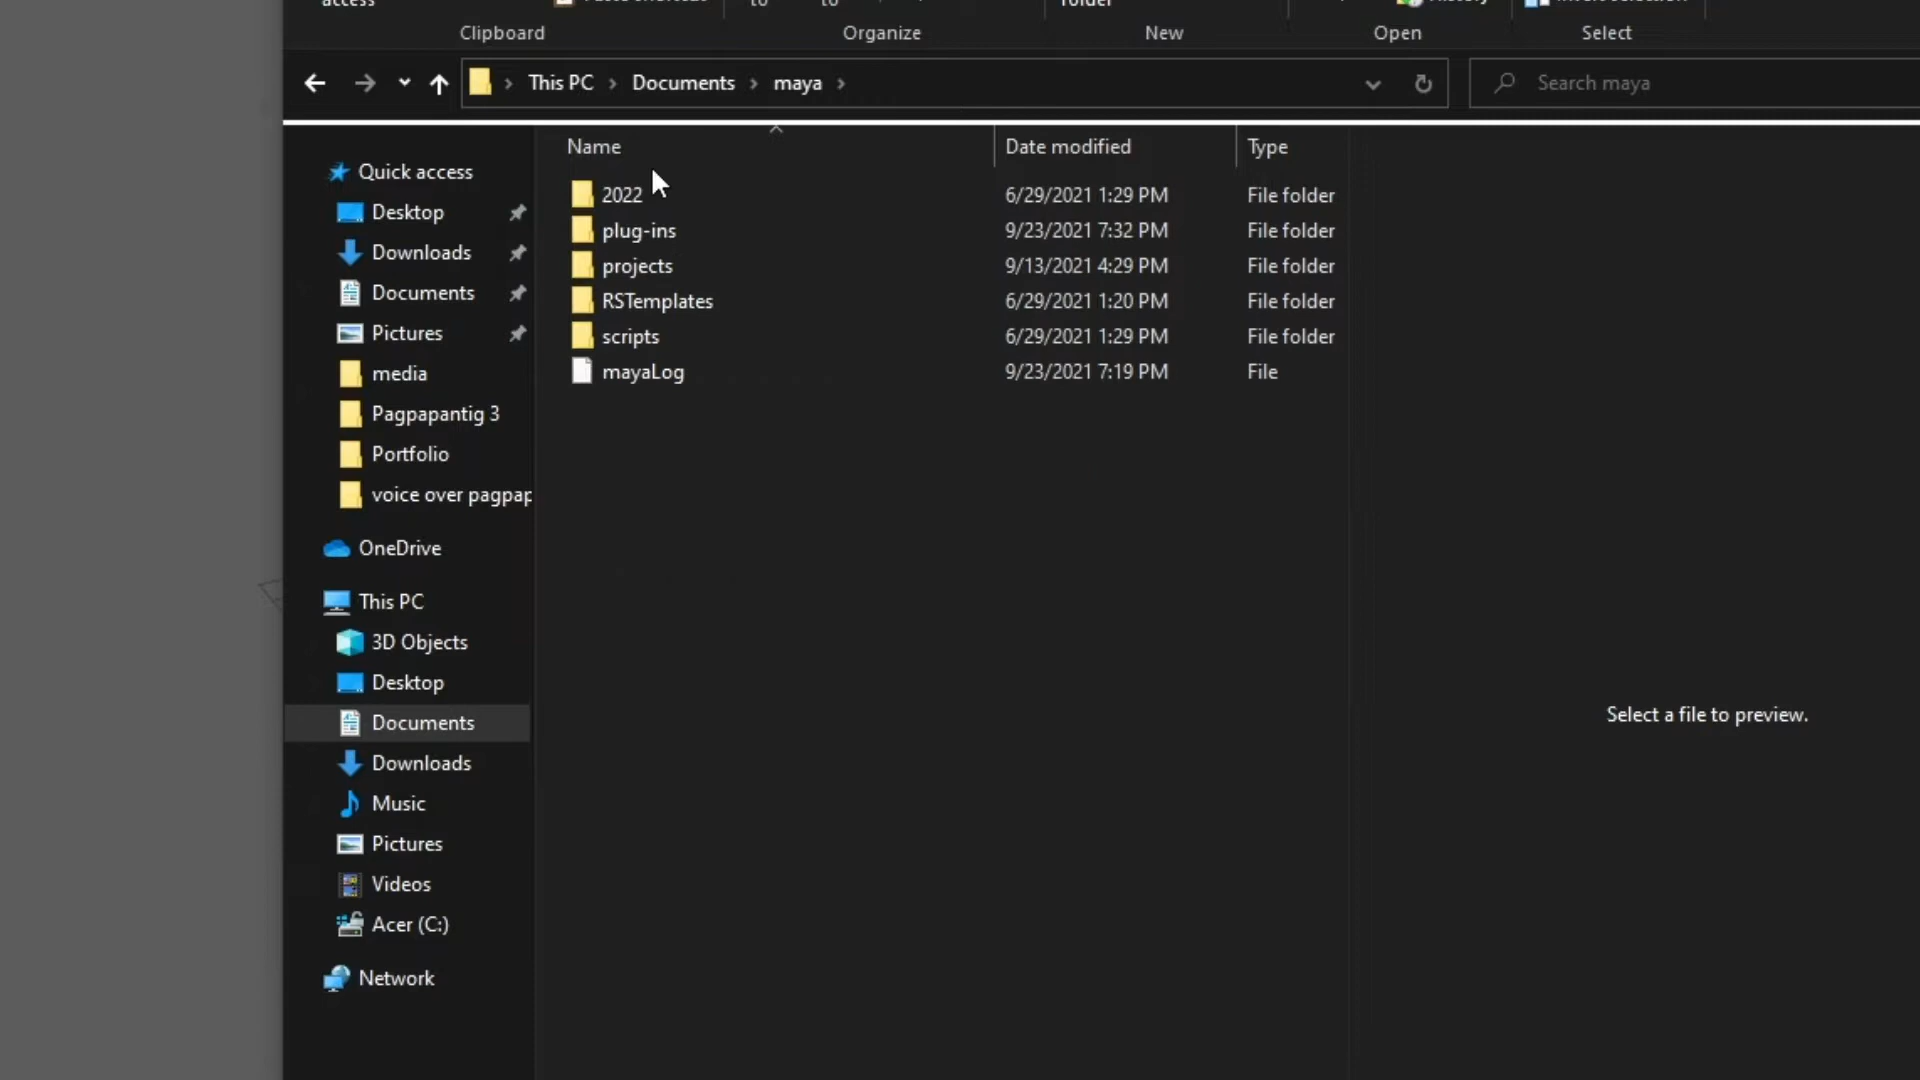 access
to
to
folder
History
Clipboard
Organize
New
Open
Select
This PC
Documents
maya
Search maya
Name
Date modified
Type
Quick access
Desktop
Downloads
Documents
Pictures
media
Pagpapantig 3
Portfolio
voice over pagpap
OneDrive
This PC
3D Objects
Desktop
Documents
Downloads
Music
Pictures
Videos
Acer (C:)
Network
2022 6/29/2021 1:29 PM File folder
plug-ins 9/23/2021 7:32 PM File folder
projects 9/13/2021 4:29 PM File folder
RSTemplates 6/29/2021 1:20 PM File folder
scripts 6/29/2021 1:29 PM File folder
mayaLog 9/23/2021 7:19 PM File
Select a file to preview.